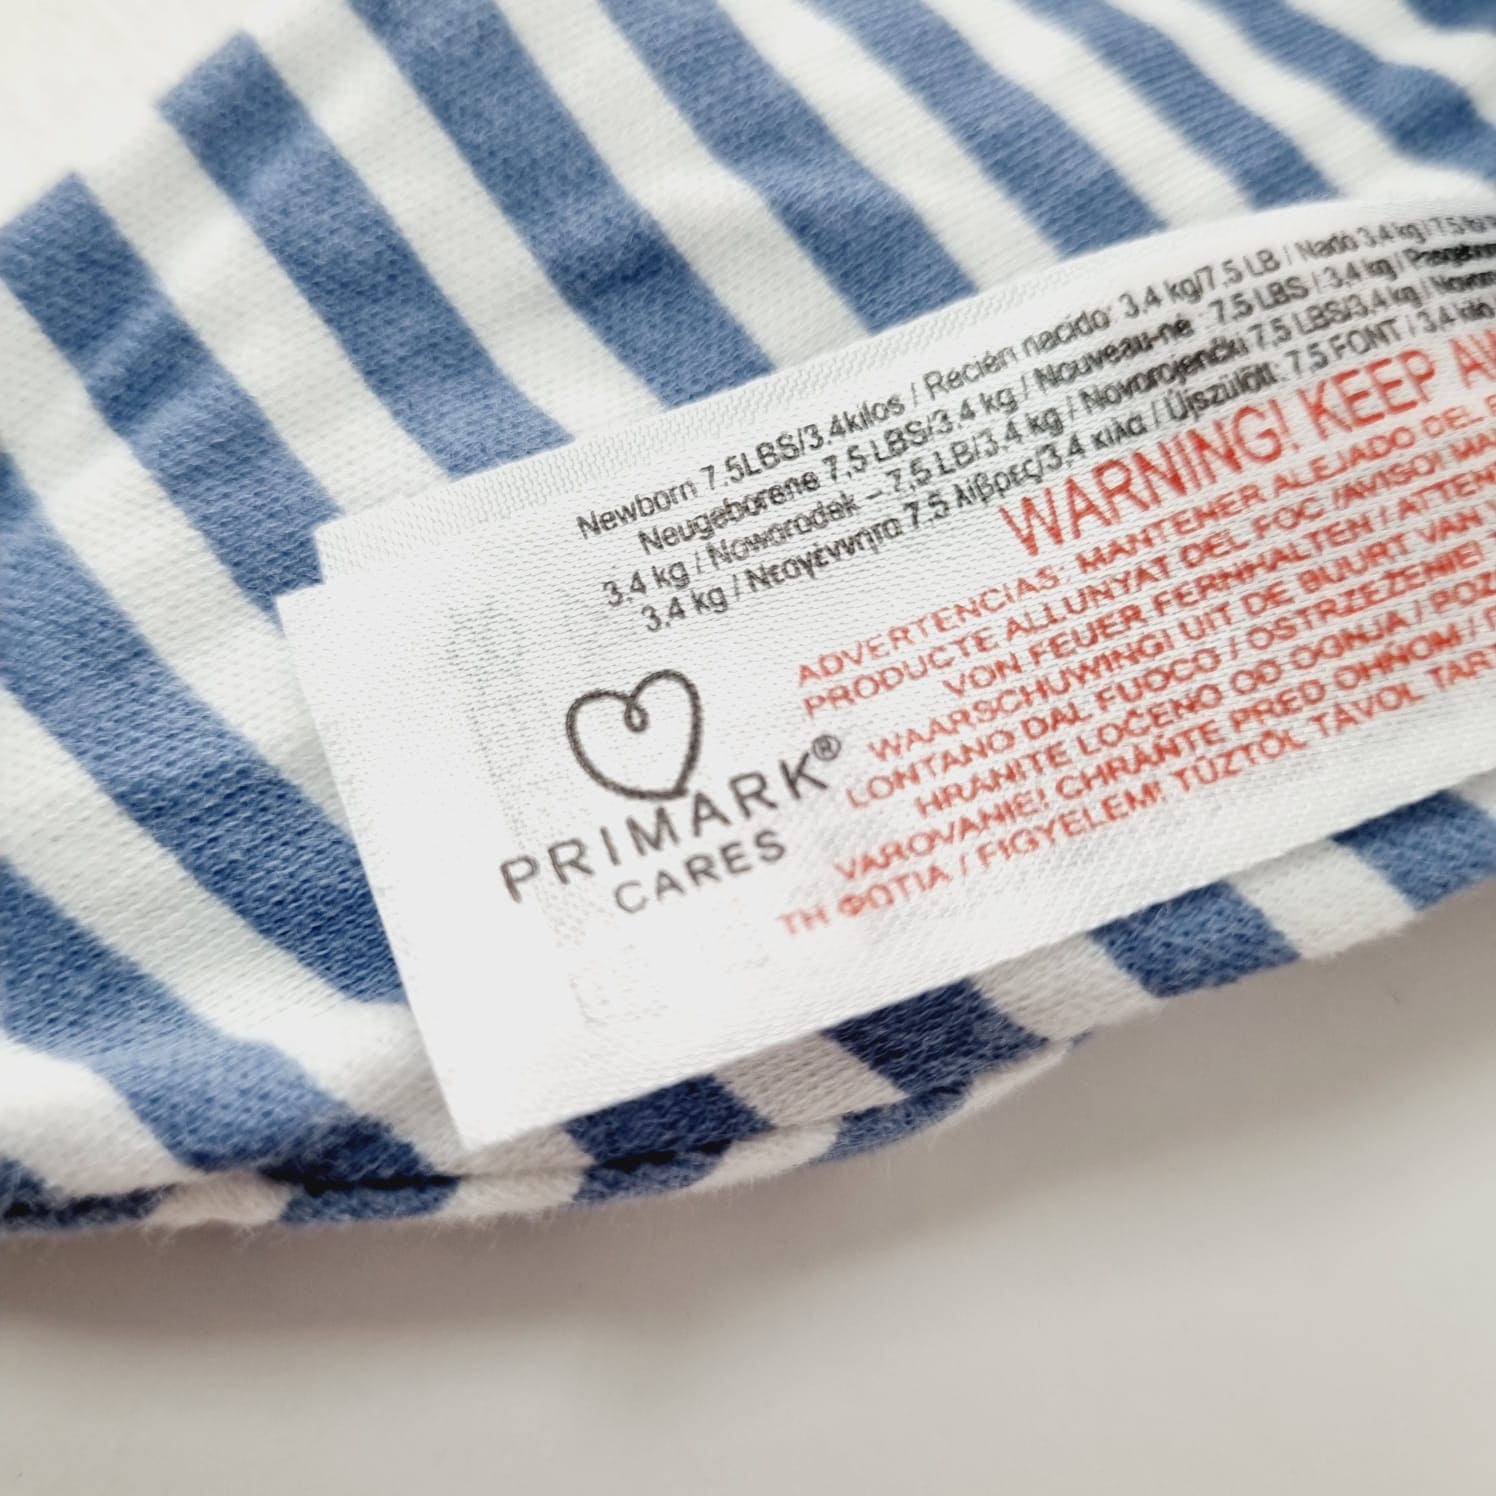 Newborn 7.5LBS/3.4kilos / Recién nacido: 3.4 kg/7,5 LB / Nadó 3.4 kg / 7.5
Neugeborene 7,5 LBS/3.4 kg / Nouveau-né : 7.5 LBS / 3,4 kg /
3.4 kg / Noworodek – 7,5 LB/3.4 kg / Novorojenčki 7,5 LBS/3.4 kg /
3.4 kg / Νεογέννητα 7.5 λίβρες/3,4 κιλά / Újszülött: 7.5 FONT / 3,4 kiló
WARNING! KEEP
ADVERTENCIAS: MANTENER ALEJADO DEL
PRODUCTE ALLUNYAT DEL FOC /AVISO!
VON FEUER FERNHALTEN /
WAARSCHUWING! UIT DE BUURT VAN
LONTANO DAL FUOCO / OSTRZEŻENIE!
HRANITE LOČENO OD OGNJA /
VAROVANIE! CHRÁŇTE PRED OHŇOM /
ΤΗ ΦΩΤΙΑ / FIGYELEM! TŰZTŐL TÁVOL
PRIMARK®
CARES